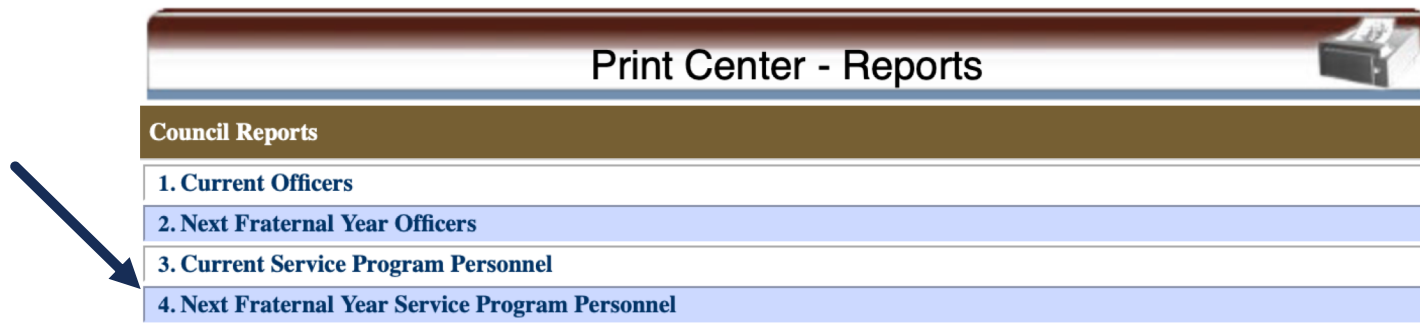 Print Center - Reports
Council Reports
1. Current Officers
2. Next Fraternal Year Officers
3. Current Service Program Personnel
4. Next Fraternal Year Service Program Personnel